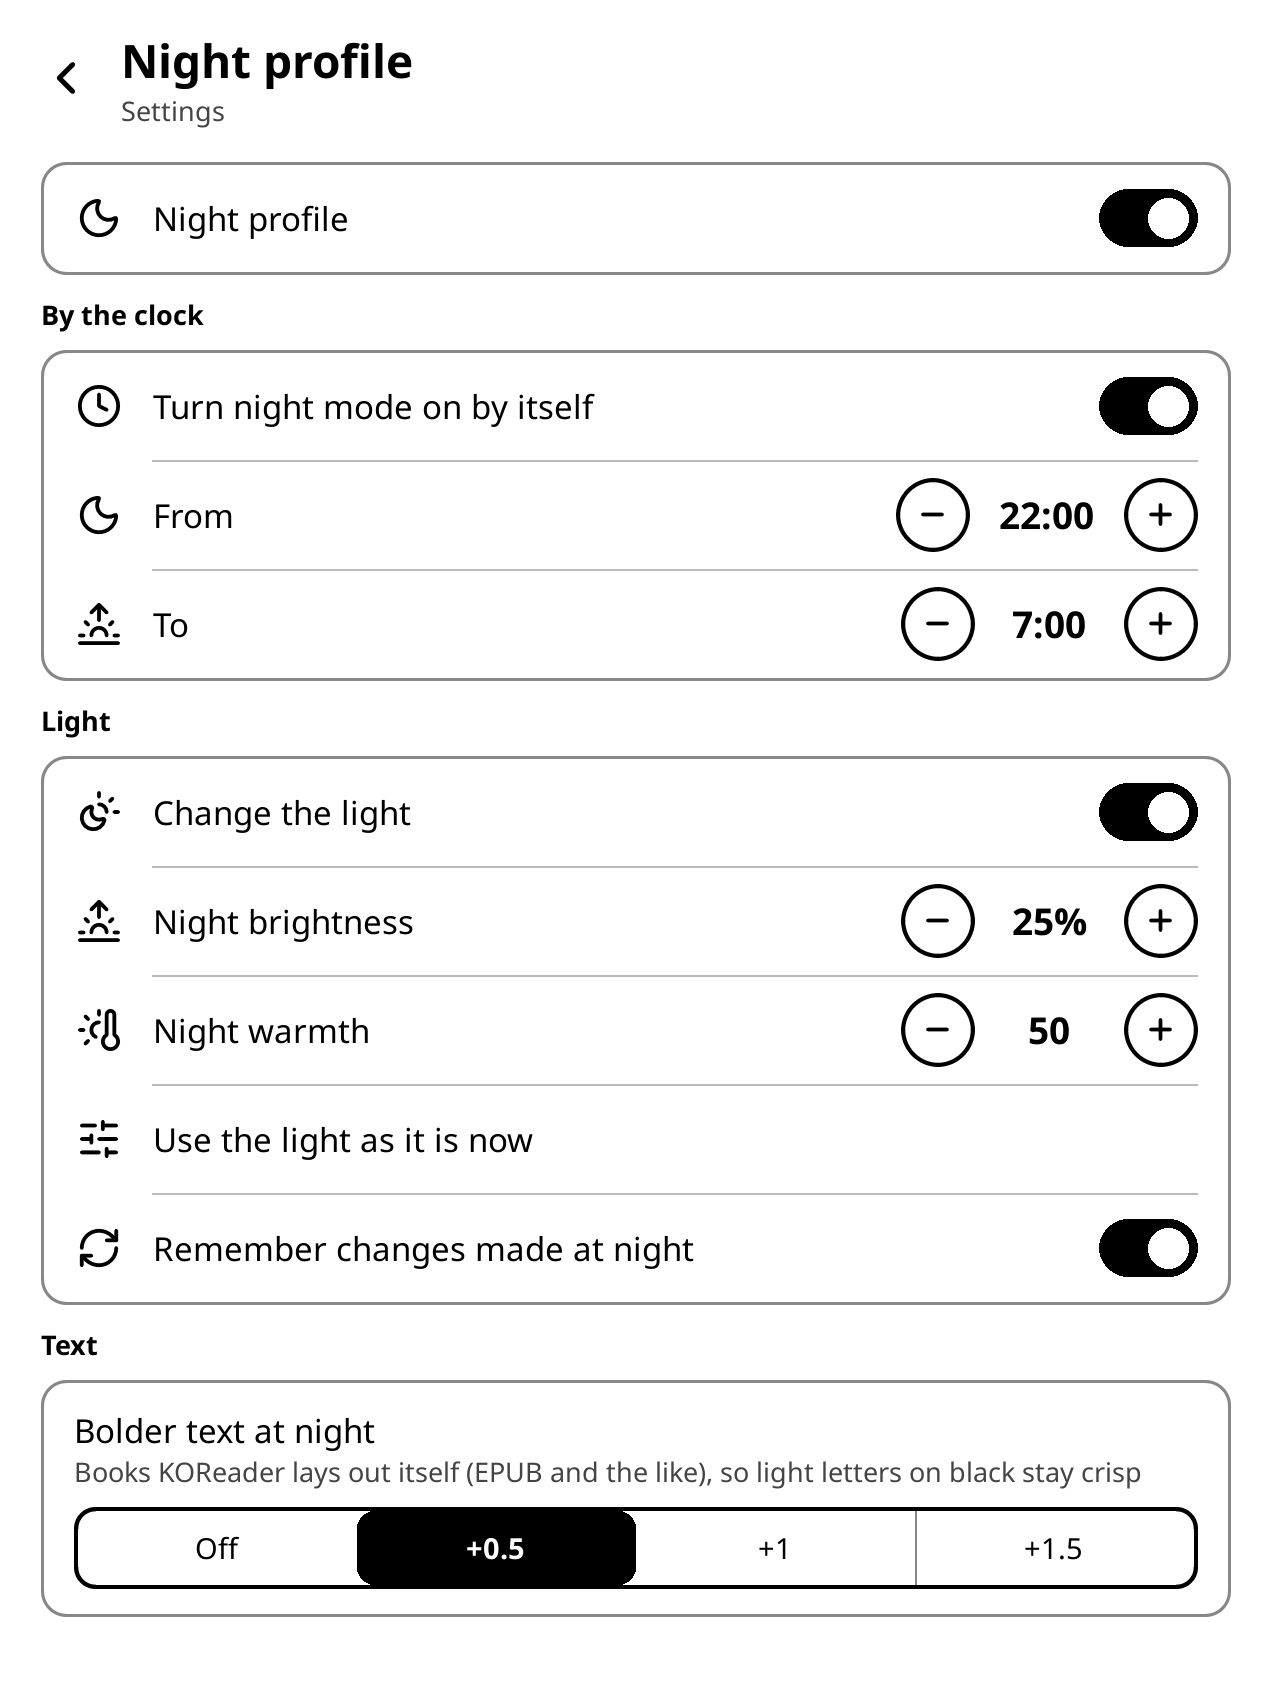 Night profile
Settings
Night profile
By the clock
Turn night mode on by itself
From − 22:00 +
To − 7:00 +
Light
Change the light
Night brightness − 25% +
Night warmth − 50 +
Use the light as it is now
Remember changes made at night
Text
Bolder text at night
Books KOReader lays out itself (EPUB and the like), so light letters on black stay crisp
Off +0.5 +1 +1.5